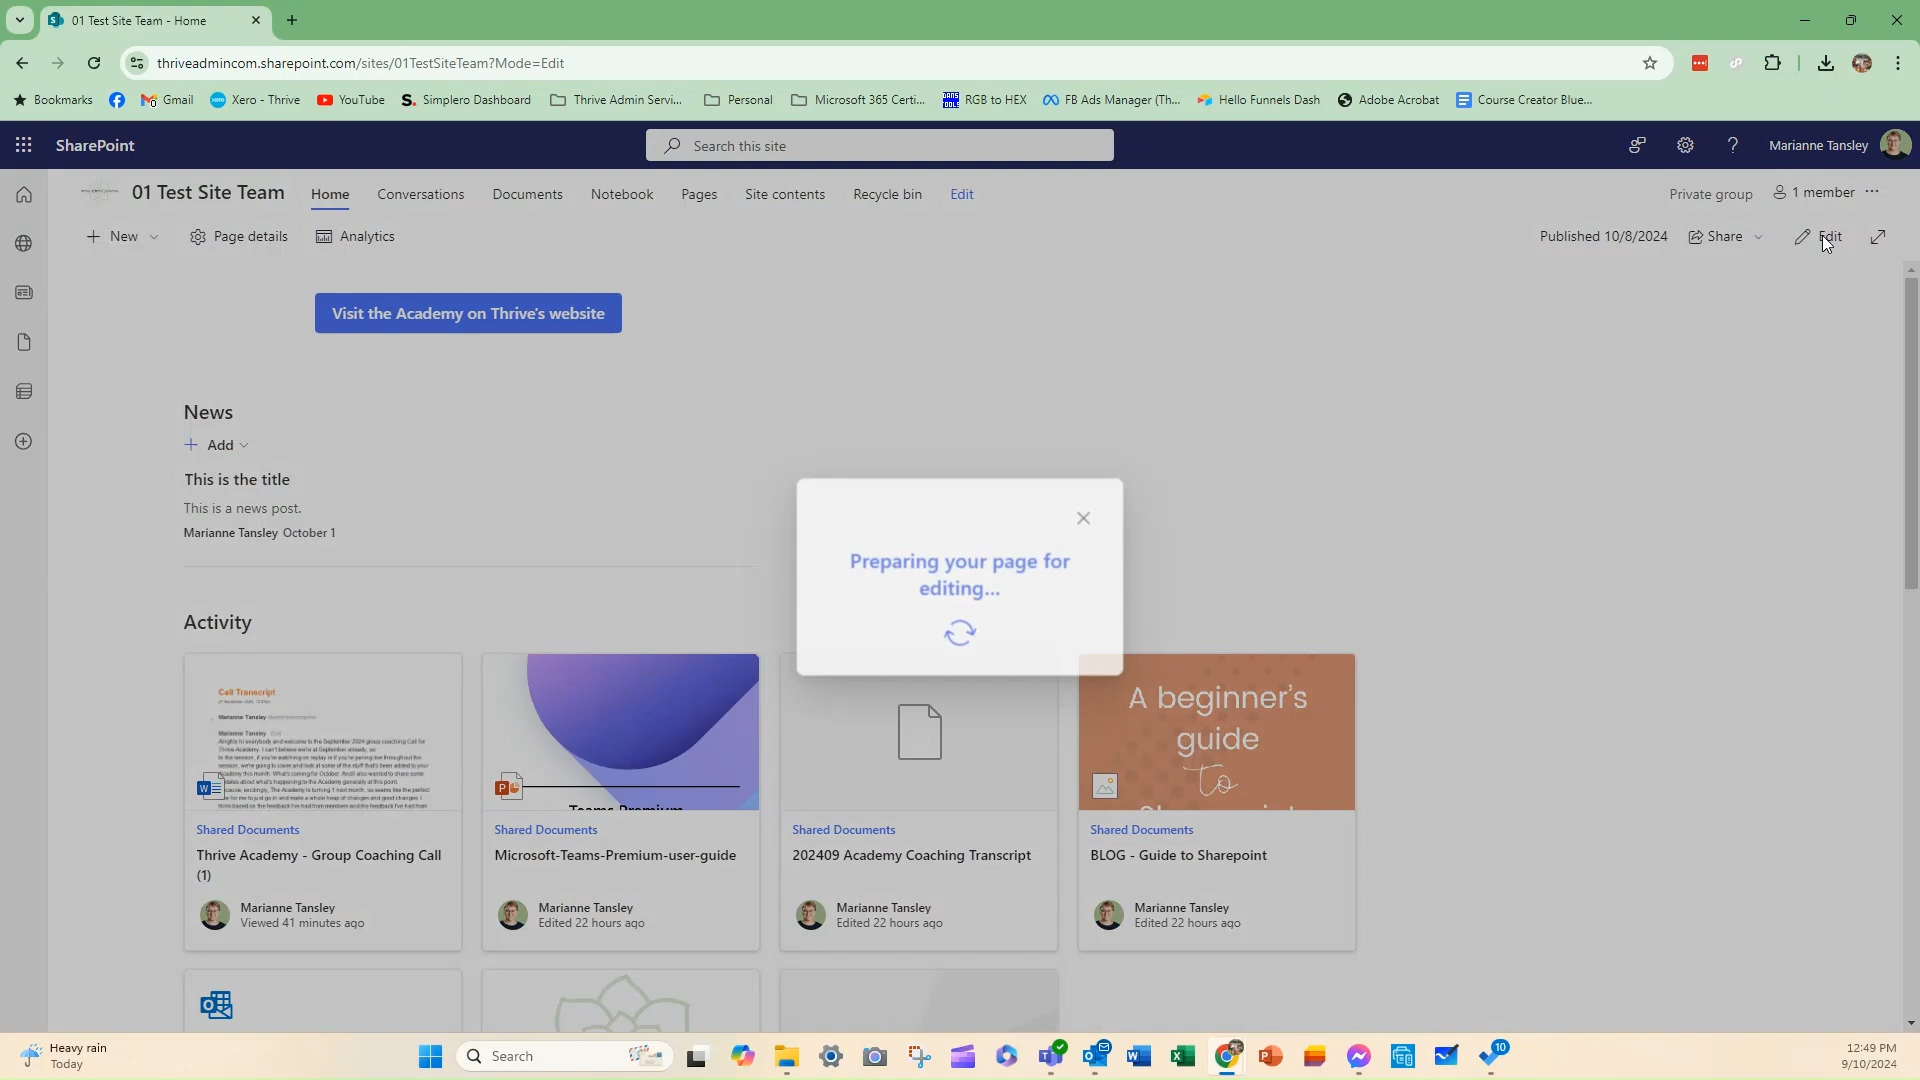 01 Test Site Team - Home
thriveadmincom.sharepoint.com/sites/01TestSiteTeam?Mode=Edit
Bookmarks Gmail Xero - Thrive YouTube S. Simplero Dashboard Thrive Admin Servi... Personal Microsoft 365 Certi... RGB to HEX FB Ads Manager (Th... Hello Funnels Dash Adobe Acrobat Course Creator Blue...
SharePoint Search this site Marianne Tansley
01 Test Site Team Home Conversations Documents Notebook Pages Site contents Recycle bin Edit Private group 1 member
New Page details Analytics Published 10/8/2024 Share Edit
Visit the Academy on Thrive's website
News
Add
This is the title
This is a news post.
Marianne Tansley October 1
Preparing your page for
editing...
Activity
Call Transcript
Marianne Tansley
Marianne Tansley
Teams Premium
A beginner's
guide
to
Shared Documents
Thrive Academy - Group Coaching Call
(1)
Marianne Tansley
Viewed 41 minutes ago
Shared Documents
Microsoft-Teams-Premium-user-guide
Marianne Tansley
Edited 22 hours ago
Shared Documents
202409 Academy Coaching Transcript
Marianne Tansley
Edited 22 hours ago
Shared Documents
BLOG - Guide to Sharepoint
Marianne Tansley
Edited 22 hours ago
Heavy rain
Today
Search
10
12:49 PM
9/10/2024